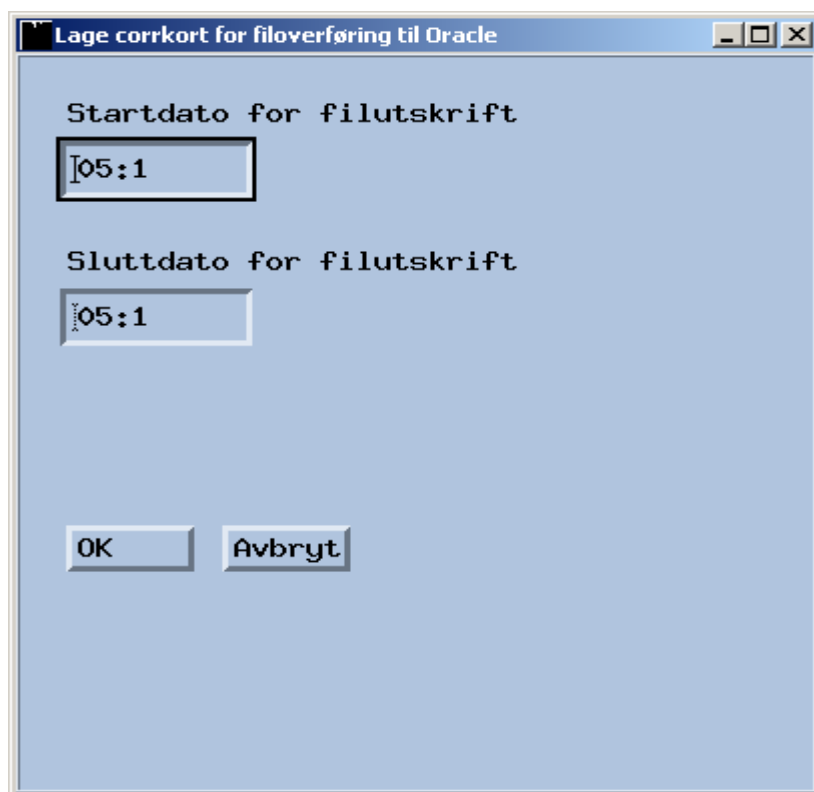 Lage corrkort for filoverføring til Oracle
Startdato for filutskrift
05:1
Sluttdato for filutskrift
05:1
OK Avbryt